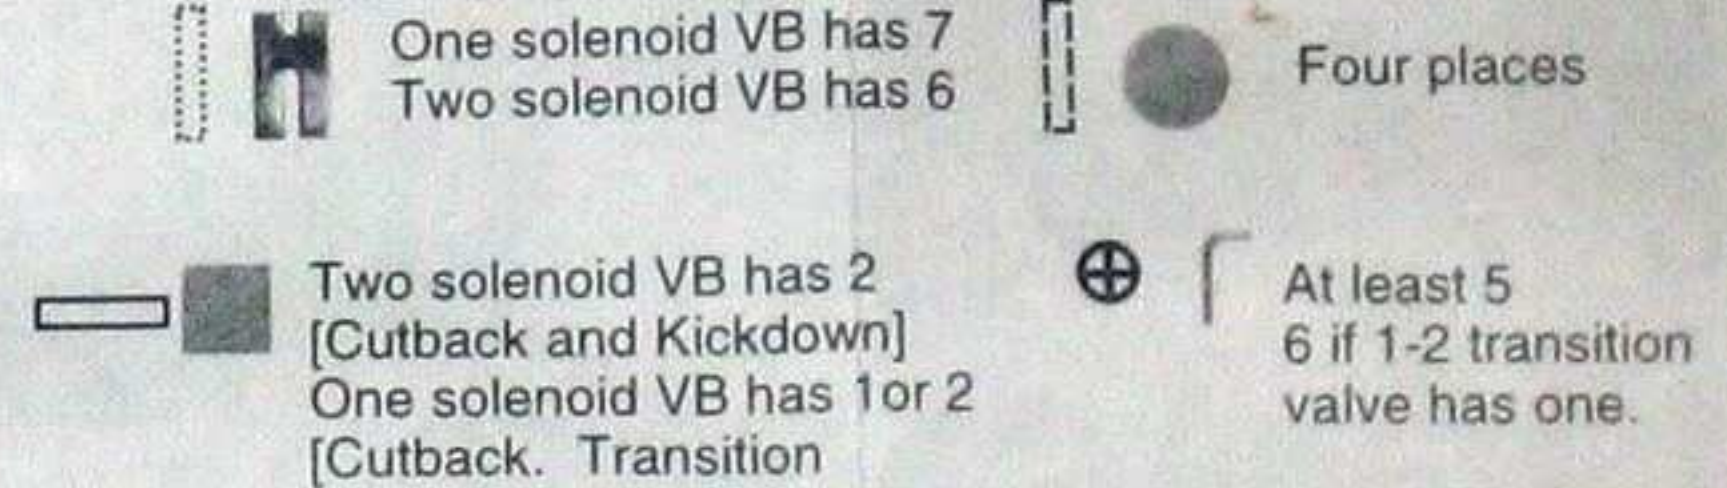 One solenoid VB has 7
Two solenoid VB has 6
Four places
Two solenoid VB has 2
[Cutback and Kickdown]
One solenoid VB has 1or 2
[Cutback. Transition
At least 5
6 if 1-2 transition
valve has one.